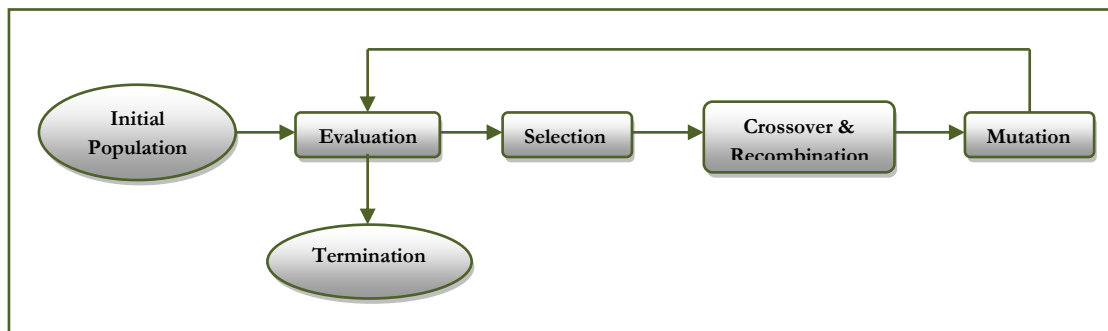 Initial
Population
Evaluation
Selection
Crossover &
Recombination
Mutation
Termination